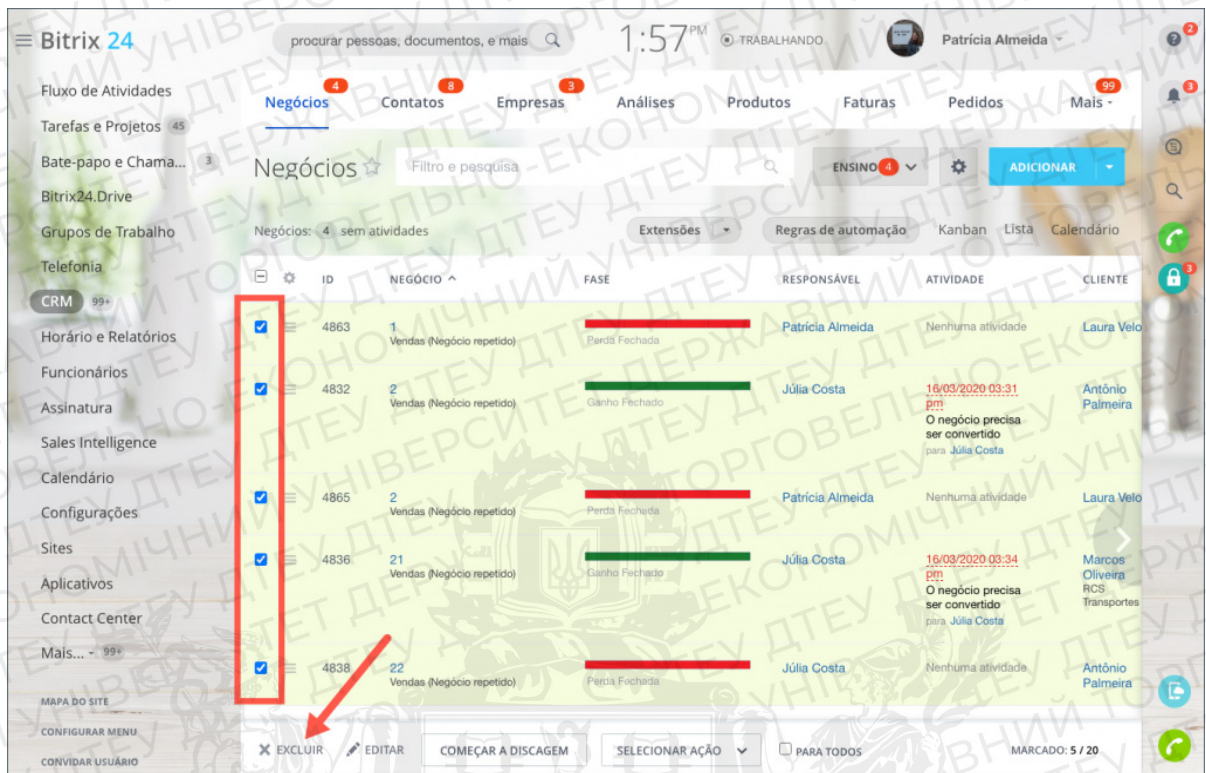 Bitrix 24
procurar pessoas, documentos, e mais
1:57 PM
TRABALHANDO
Patrícia Almeida
2
Fluxo de Atividades
Tarefas e Projetos 45
Bate-papo e Chama... 3
Bitrix24.Drive
Grupos de Trabalho
Telefonia
CRM 99+
Horário e Relatórios
Funcionários
Assinatura
Sales Intelligence
Calendário
Configurações
Sites
Aplicativos
Contact Center
Mais... 99+
MAPA DO SITE
CONFIGURAR MENU
CONVIDAR USUÁRIO
Negócios 4 Contatos 8 Empresas 3 Análises Produtos Faturas Pedidos Mais 99
3
Negócios Filtro e pesquisa ENSINO 4 ADICIONAR
Negócios: 4 sem atividades Extensões Regras de automação Kanban Lista Calendário
3
ID NEGÓCIO FASE RESPONSÁVEL ATIVIDADE CLIENTE
4863 1 Patrícia Almeida Nenhuma atividade Laura Velo
Vendas (Negócio repetido) Perda Fechada
4832 2 Júlia Costa 16/03/2020 03:31 Antônio
Vendas (Negócio repetido) Ganho Fechado pm Palmeira
O negócio precisa
ser convertido
para Júlia Costa
4865 2 Patrícia Almeida Nenhuma atividade Laura Velo
Vendas (Negócio repetido) Perda Fechada
4836 21 Júlia Costa 16/03/2020 03:34 Marcos
Vendas (Negócio repetido) Ganho Fechado pm Oliveira
O negócio precisa RCS
ser convertido Transportes
para Júlia Costa
4838 22 Júlia Costa Nenhuma atividade Antônio
Vendas (Negócio repetido) Perda Fechada Palmeira
EXCLUIR EDITAR COMEÇAR A DISCAGEM SELECIONAR AÇÃO PARA TODOS MARCADO: 5 / 20